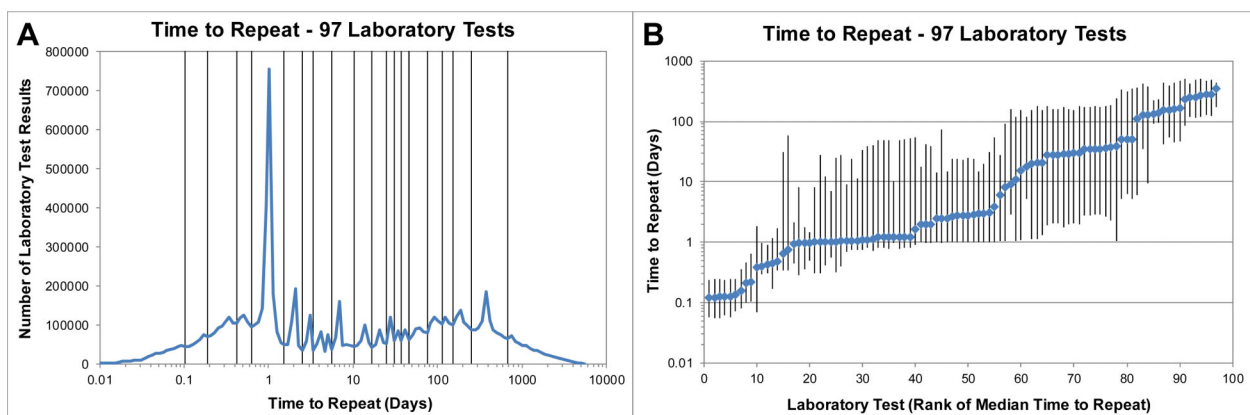 A
Time to Repeat - 97 Laboratory Tests
Number of Laboratory Test Results
800000
700000
600000
500000
400000
300000
200000
100000
0
0.01 0.1 1 10 100 1000 10000
Time to Repeat (Days)
B
Time to Repeat - 97 Laboratory Tests
Time to Repeat (Days)
1000
100
10
1
0.1
0.01
0 10 20 30 40 50 60 70 80 90 100
Laboratory Test (Rank of Median Time to Repeat)